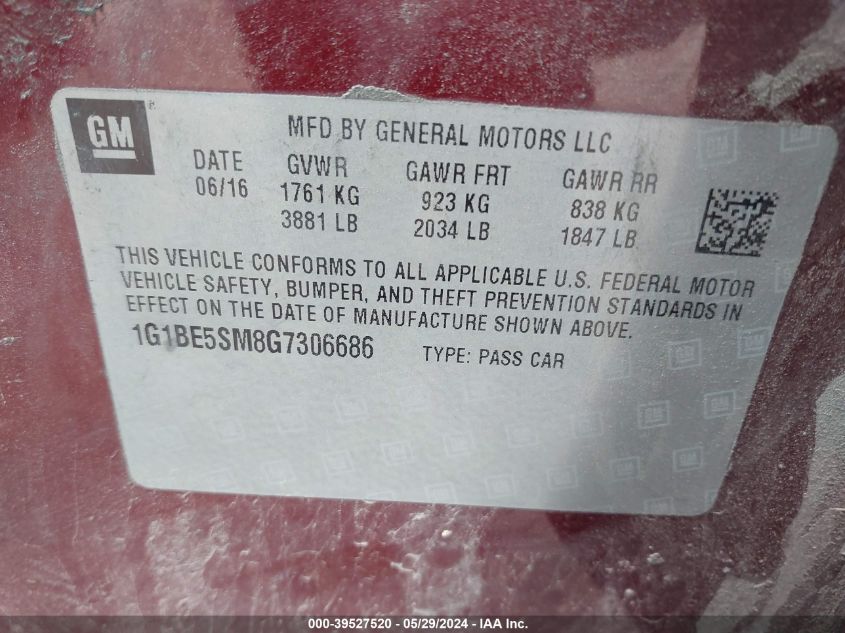 GM
MFD BY GENERAL MOTORS LLC
DATE GVWR GAWR FRT GAWR RR
06/16 1761 KG 923 KG 838 KG
3881 LB 2034 LB 1847 LB
THIS VEHICLE CONFORMS TO ALL APPLICABLE U.S. FEDERAL MOTOR
VEHICLE SAFETY, BUMPER, AND THEFT PREVENTION STANDARDS IN
EFFECT ON THE DATE OF MANUFACTURE SHOWN ABOVE.
1G1BE5SM8G7306686 TYPE: PASS CAR
000-39527520 - 05/29/2024 - IAA Inc.